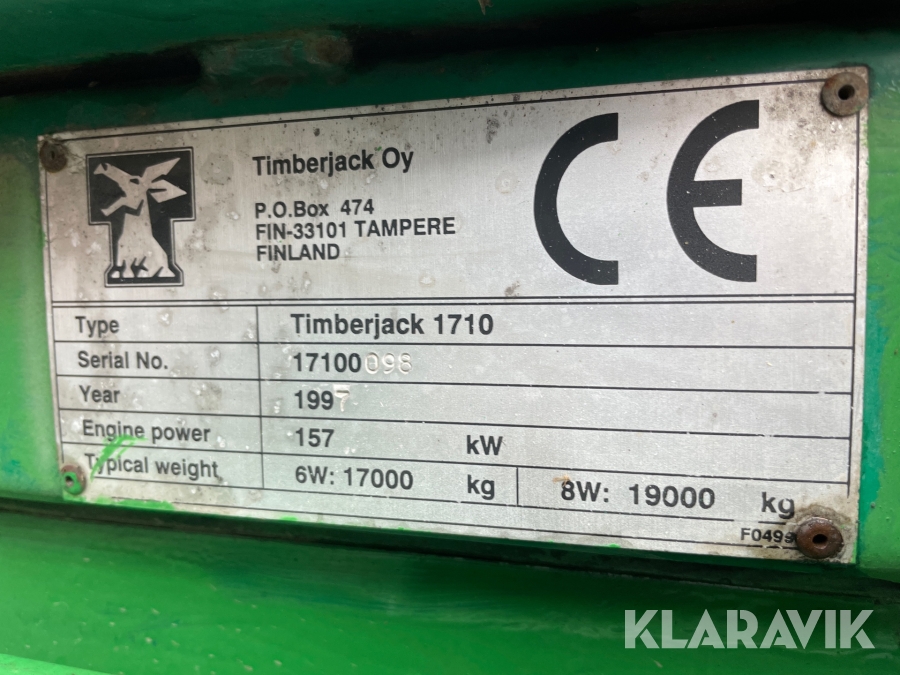 Timberjack Oy
P.O.Box 474
FIN-33101 TAMPERE
FINLAND
CE
Type Timberjack 1710
Serial No. 17100098
Year 1997
Engine power 157 kW
Typical weight 6W: 17000 kg 8W: 19000 kg
KLARAVIK